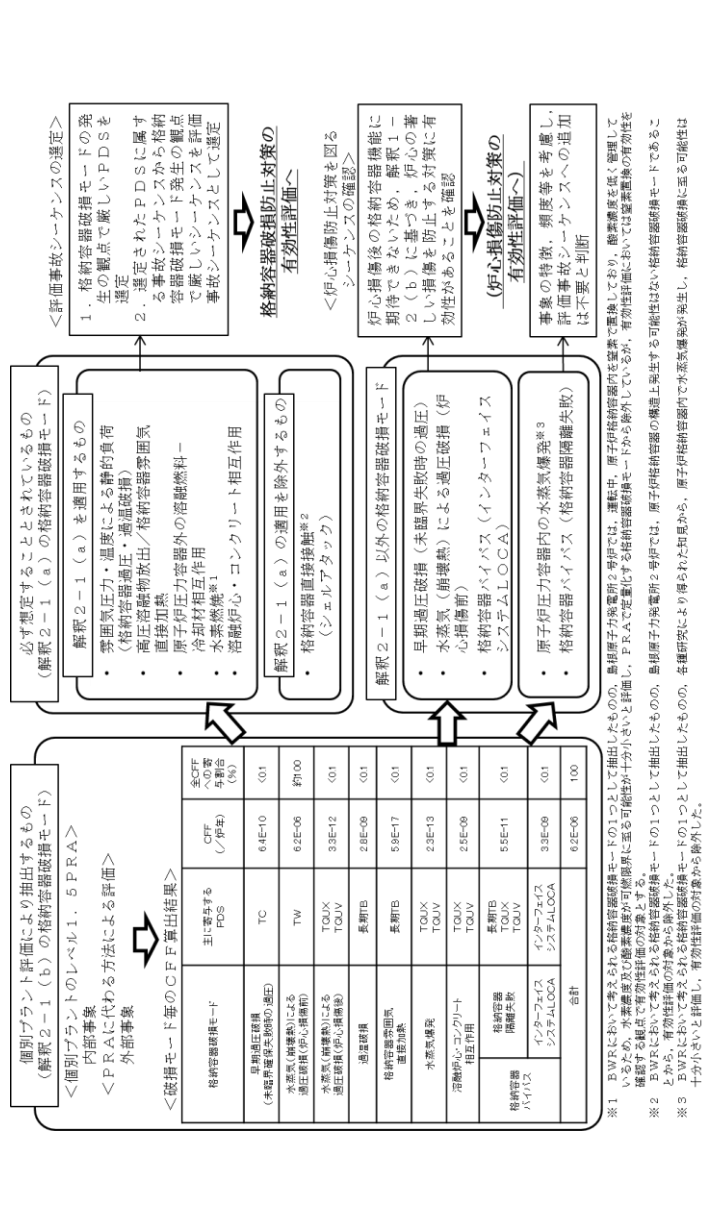 個別プラント評価により抽出するもの
(解釈2-1(b)の格納容器破損モード)
<個別プラントのレベル1.5PRA>
内部事象
<PRAに代わる方法による評価>
外部事象
<破損モード毎のCFF算出結果>
格納容器破損モード
主に寄与する
PDS
CFF
(/炉年)
全CFF
への寄
与割合
(%)
早期過圧破損
(未臨界確保失敗時の過圧)
TC
6.4E-10
<0.1
水蒸気(崩壊熱)による
過圧破損(炉心損傷前)
TW
6.2E-06
約100
水蒸気(崩壊熱)による
過圧破損(炉心損傷後)
TQUX
TQUV
3.3E-12
<0.1
過温破損
長期TB
2.8E-09
<0.1
格納容器雰囲気
直接加熱
長期TB
5.9E-17
<0.1
水蒸気爆発
TQUX
TQUV
2.3E-13
<0.1
溶融炉心・コンクリート
相互作用
TQUX
TQUV
2.5E-09
<0.1
格納容器
バイパス
格納容器
隔離失敗
長期TB
TQUX
TQUV
5.5E-11
<0.1
インターフェイス
システムLOCA
インターフェイス
システムLOCA
3.3E-09
<0.1
合計
6.2E-06
100
必ず想定することとされているもの
(解釈2-1(a)の格納容器破損モード)
解釈2-1(a)を適用するもの
・ 雰囲気圧力・温度による静的負荷
(格納容器過圧・過温破損)
・ 高圧溶融物放出/格納容器雰囲気
直接加熱
・ 原子炉圧力容器外の溶融燃料-
冷却材相互作用
・ 水素燃焼※1
・ 溶融炉心・コンクリート相互作用
解釈2-1(a)の適用を除外するもの
・ 格納容器直接接触※2
(シェルアタック)
解釈2-1(a)以外の格納容器破損モード
・ 早期過圧破損(未臨界失敗時の過圧)
・ 水蒸気(崩壊熱)による過圧破損(炉
心損傷前)
・ 格納容器バイパス(インターフェイス
システムLOCA)
・ 原子炉圧力容器内の水蒸気爆発※3
・ 格納容器バイパス(格納容器隔離失敗)
<評価事故シーケンスの選定>
1.格納容器破損モードの発
生の観点で厳しいPDSを
選定
2.選定されたPDSに属す
る事故シーケンスから格納
容器破損モード発生の観点
で厳しいシーケンスを評価
事故シーケンスとして選定
格納容器破損防止対策の
有効性評価へ
<炉心損傷防止対策を図る
シーケンスの確認>
炉心損傷後の格納容器機能に
期待できないため,解釈1-
2(b)に基づき,炉心の著
しい損傷を防止する対策に有
効性があることを確認
(炉心損傷防止対策の
有効性評価へ)
事象の特徴,頻度等を考慮し,
評価事故シーケンスへの追加
は不要と判断
※1 BWRにおいて考えられる格納容器破損モードの1つとして抽出したものの,島根原子力発電所2号炉では,運転中,原子炉格納容器内を窒素で置換しており,酸素濃度を低く管理して
いるため,水素濃度及び酸素濃度が可燃限界に至る可能性が十分小さいと評価し,PRAで定量化する格納容器破損モードから除外しているが,有効性評価においては窒素置換の有効性を
確認する観点で有効性評価の対象とする。
※2 BWRにおいて考えられる格納容器破損モードの1つとして抽出したものの,島根原子力発電所2号炉では,原子炉格納容器の構造上発生する可能性はない格納容器破損モードであるこ
とから,有効性評価の対象から除外した。
※3 BWRにおいて考えられる格納容器破損モードの1つとして抽出したものの,各種研究により得られた知見から,原子炉格納容器内で水蒸気爆発が発生し,格納容器破損に至る可能性は
十分小さいと評価し,有効性評価の対象から除外した。